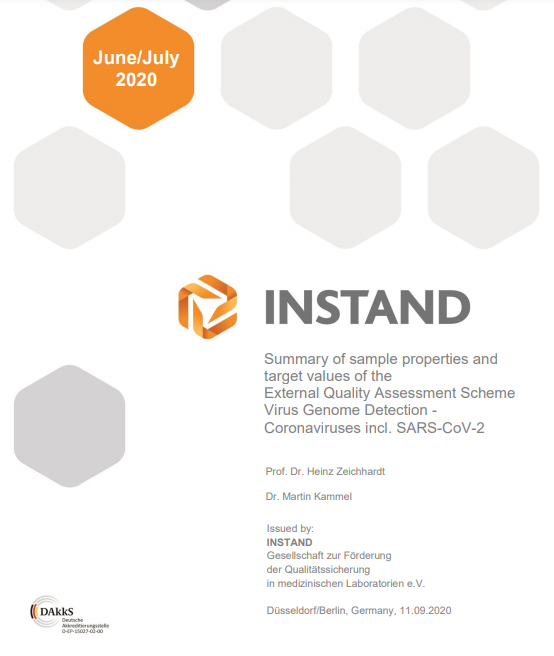 June/July
2020
INSTAND
Summary of sample properties and
target values of the
External Quality Assessment Scheme
Virus Genome Detection -
Coronaviruses incl. SARS-CoV-2
Prof. Dr. Heinz Zeichhardt
Dr. Martin Kammel
Issued by:
INSTAND
Gesellschaft zur Förderung
der Qualitätssicherung
in medizinischen Laboratorien e.V.
Düsseldorf/Berlin, Germany, 11.09.2020
DAkkS
Deutsche
Akkreditierungsstelle
D-EP-15027-02-00